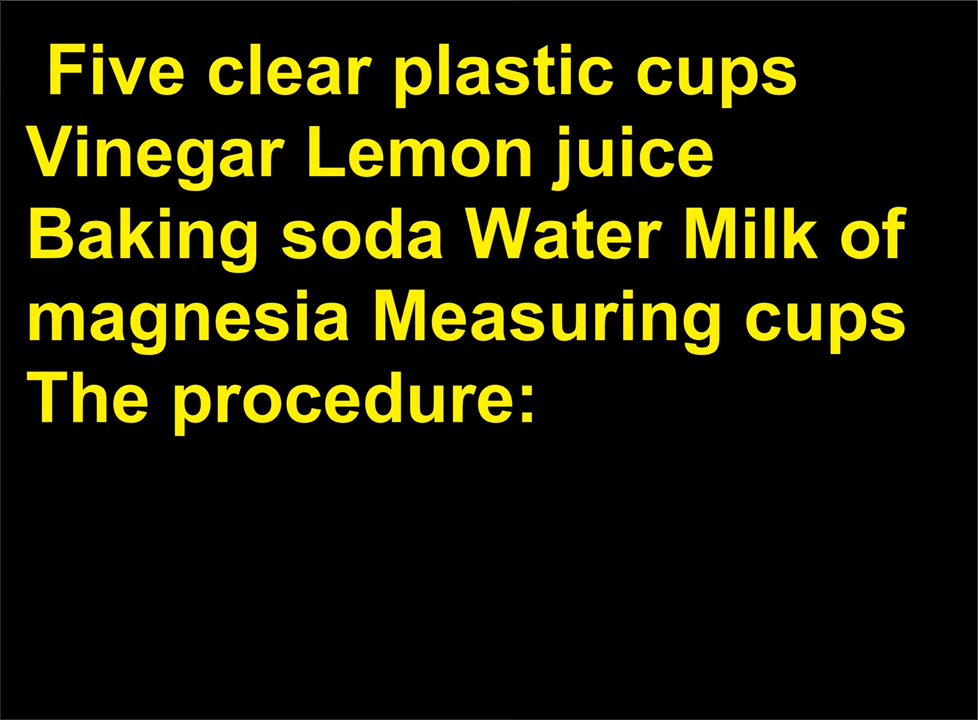 Five clear plastic cups
Vinegar Lemon juice
Baking soda Water Milk of
magnesia Measuring cups
The procedure: